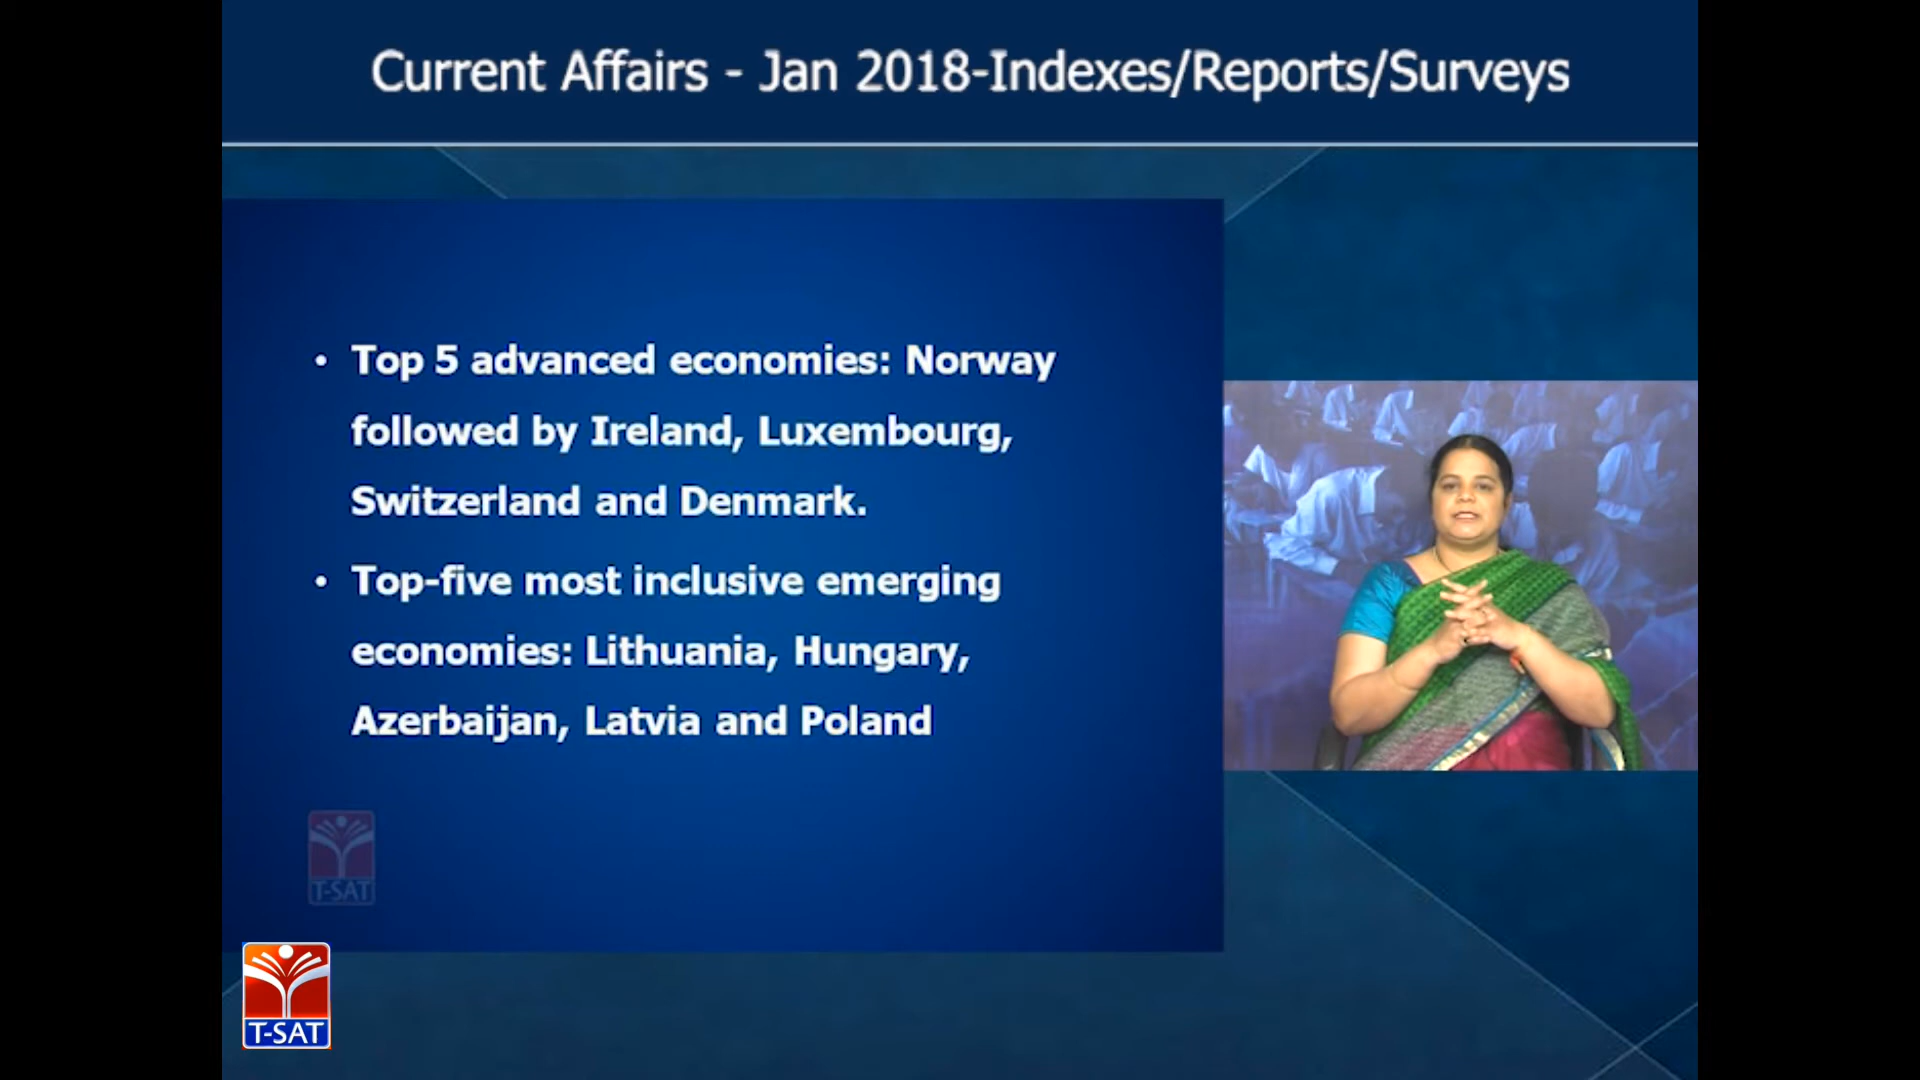 Current Affairs - Jan 2018-Indexes/Reports/Surveys
• Top 5 advanced economies: Norway
followed by Ireland, Luxembourg,
Switzerland and Denmark.
• Top-five most inclusive emerging
economies: Lithuania, Hungary,
Azerbaijan, Latvia and Poland
T-SAT
T-SAT